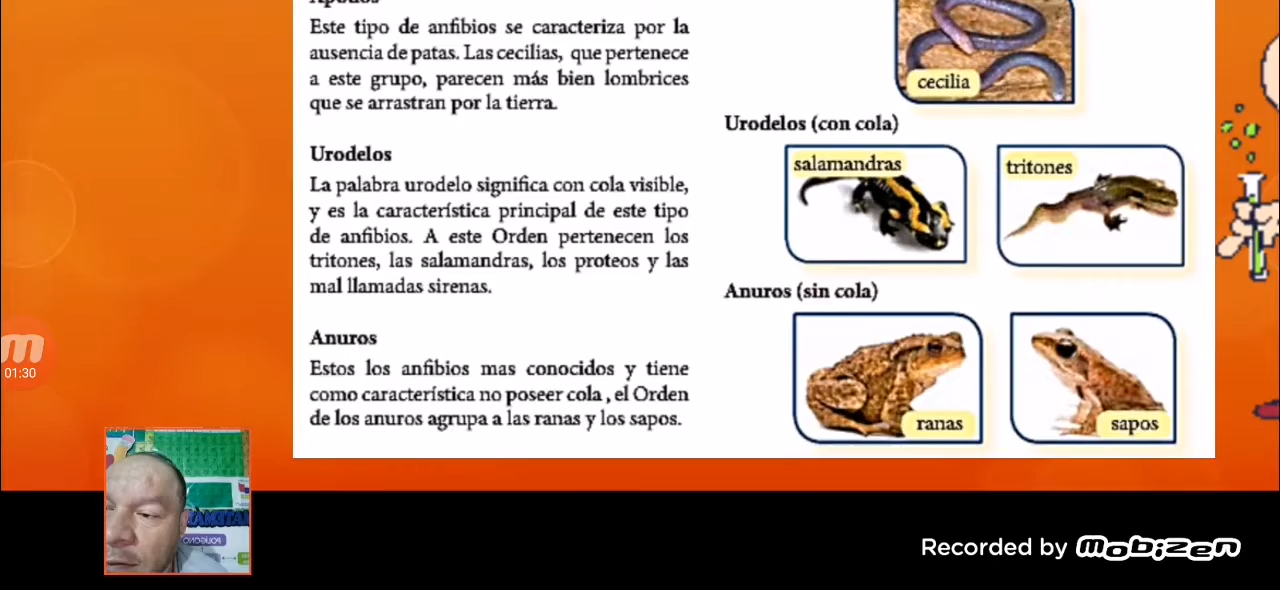 Ápodos
Este tipo de anfibios se caracteriza por la
ausencia de patas. Las cecilias, que pertenece
a este grupo, parecen más bien lombrices
que se arrastran por la tierra.
Urodelos
La palabra urodelo significa con cola visible,
y es la característica principal de este tipo
de anfibios. A este Orden pertenecen los
tritones, las salamandras, los proteos y las
mal llamadas sirenas.
Anuros
Estos los anfibios mas conocidos y tiene
como característica no poseer cola , el Orden
de los anuros agrupa a las ranas y los sapos.
cecilia
Urodelos (con cola)
salamandras
tritones
Anuros (sin cola)
ranas
sapos
01:30
POLÍGONO
Recorded by mobizen